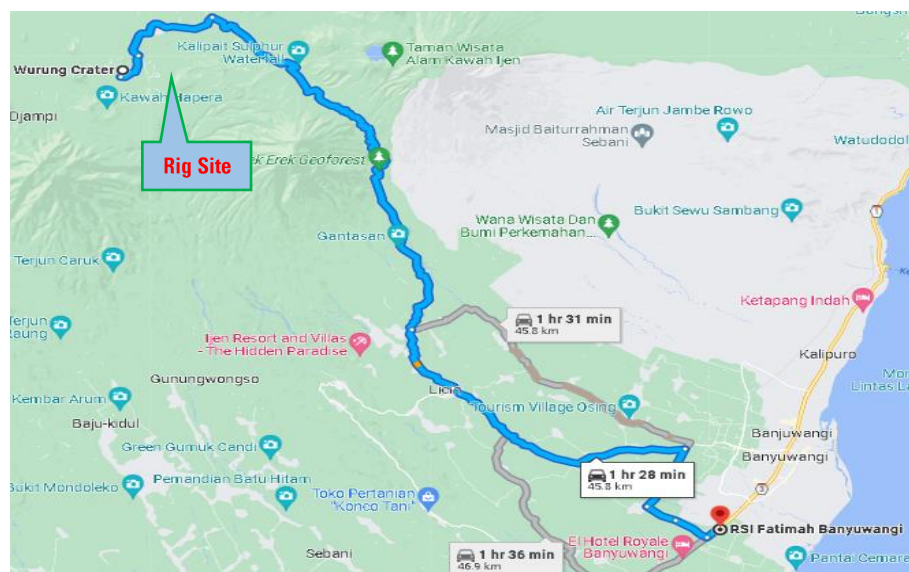 Kalipait Sulphur
Waterfall
Taman Wisata
Alam Kawah Ijen
Wurung Crater
Kawah Hapera
Djampi
Air Terjun Jambe Rowo
Masjid Baiturrahman
Sebani
Watudodol
Rig Site
Erek Geoforest
Bukit Sewu Sambang
Wana Wisata Dan
Bumi Perkemahan...
Gantasan
Terjun Caruk
Ketapang Indah
1 hr 31 min
45.8 km
Terjun
Raung
Ijen Resort and Villas
- The Hidden Paradise
Kalipuro
Lintas La
Gunungwongso
Licin
Kembar Arum
Baju-kidul
Tourism Village Osing
Banjuwangi
Banyuwangi
Green Gumuk Candi
1 hr 28 min
45.8 km
Bukit Mondoleko
Pemandian Batu Hitam
Toko Pertanian
"Konco Tani"
RSI Fatimah Banyuwangi
El Hotel Royale
Banyuwangi
Sebani
1 hr 36 min
46.9 km
Pantai Cemara